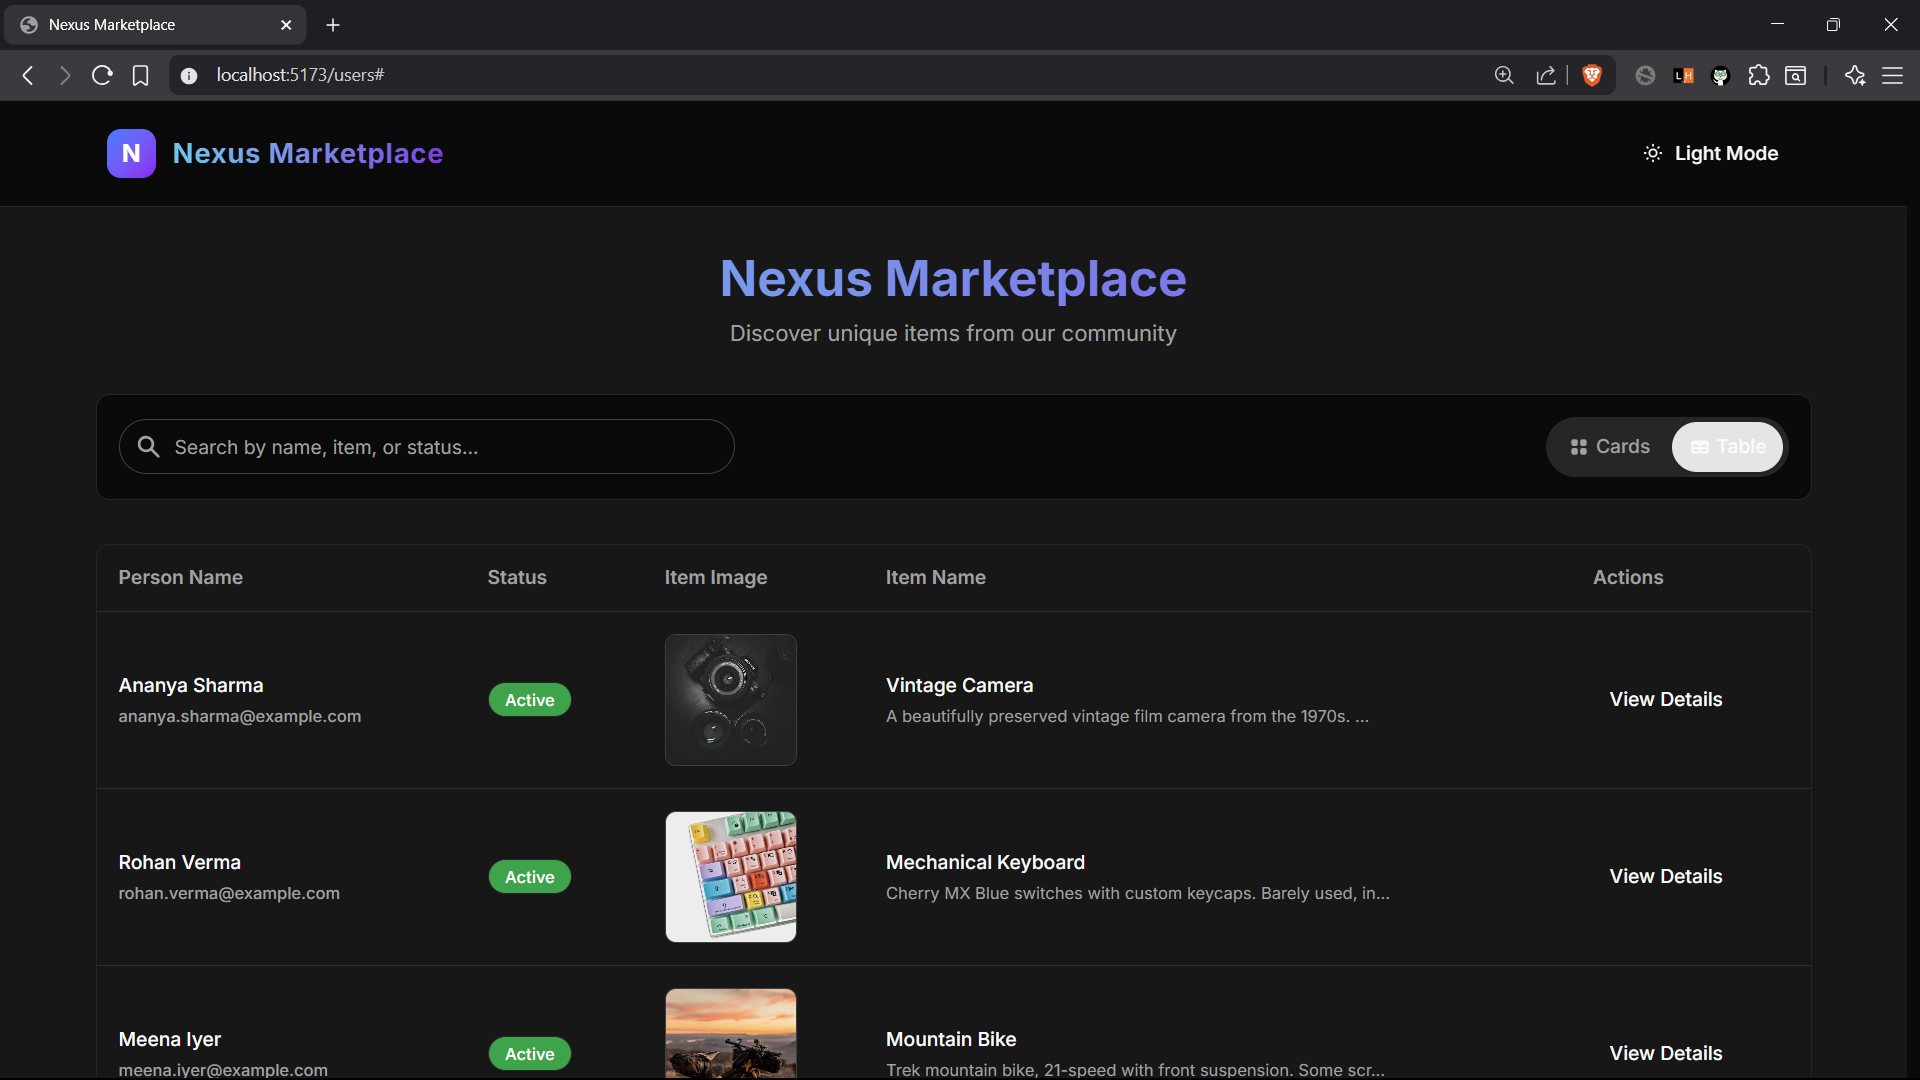 Nexus Marketplace
localhost:5173/users#
N Nexus Marketplace
Light Mode
Nexus Marketplace
Discover unique items from our community
Search by name, item, or status...
Cards
Table
Person Name
Status
Item Image
Item Name
Actions
Ananya Sharma
ananya.sharma@example.com
Active
Vintage Camera
A beautifully preserved vintage film camera from the 1970s. ...
View Details
Rohan Verma
rohan.verma@example.com
Active
Mechanical Keyboard
Cherry MX Blue switches with custom keycaps. Barely used, in...
View Details
Meena Iyer
meena.iyer@example.com
Active
Mountain Bike
Trek mountain bike, 21-speed with front suspension. Some scr...
View Details